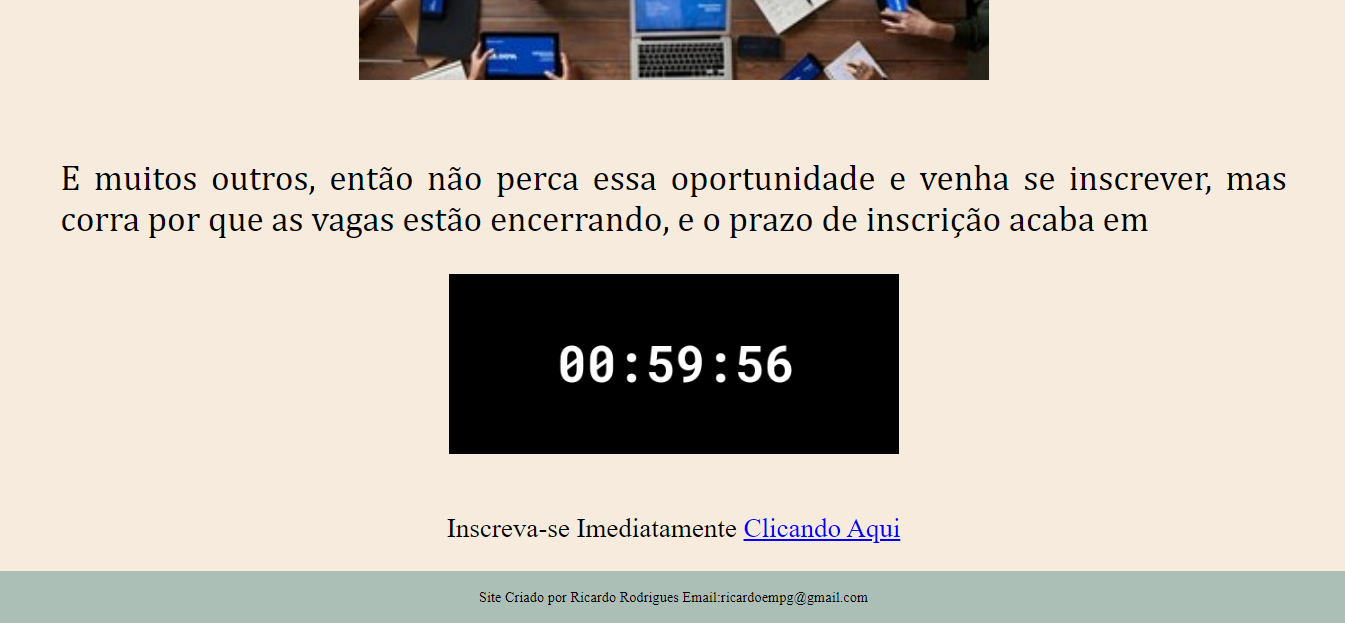 E muitos outros, então não perca essa oportunidade e venha se inscrever, mas
corra por que as vagas estão encerrando, e o prazo de inscrição acaba em
00:59:56
Inscreva-se Imediatamente Clicando Aqui
Site Criado por Ricardo Rodrigues Email:ricardoempg@gmail.com